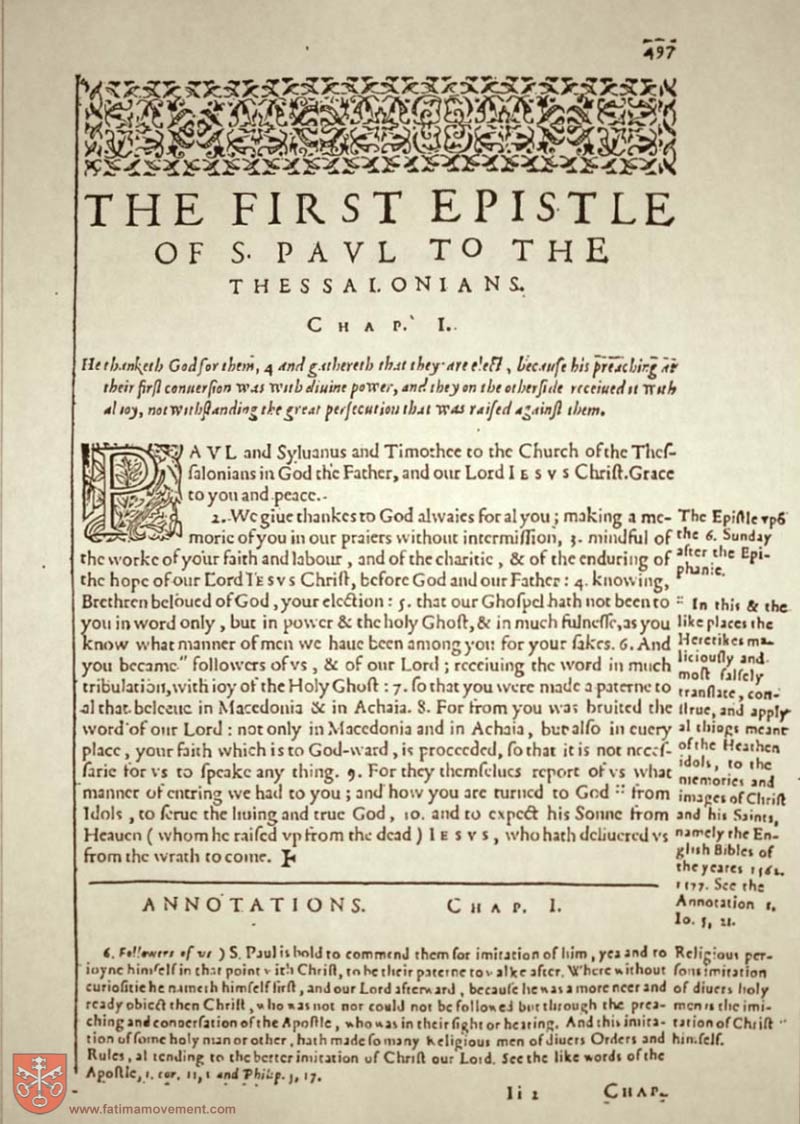 497
THE FIRST EPISTLE
OF S. PAVL TO THE
THESSALONIANS.
CHAP. I.
He thanketh God for them, 4 and gathereth that they are elect, becauſe his preaching at
their firſt conuerſion was with diuine power, and they on the otherſide receiued it with
al ioy, notwithſtanding the great perſecution that was raiſed againſt them.
PAVL and Syluanus and Timothee to the Church of the Theſ-
ſalonians in God the Father, and our Lord IESVS Chriſt. Grace
to you and peace.
2. We giue thankes to God alwaies for al you; making a me-
morie of you in our praiers without intermiſſion, 3. mindful of
the worke of your faith and labour, and of the charitie, & of the enduring of
the hope of our Lord IESVS Chriſt, before God and our Father: 4. knowing,
Brethren beloued of God, your election: 5. that our Ghoſpel hath not been to
you in word only, but in power & the holy Ghoſt, & in much fulneſſe, as you
know what manner of men we haue been among you for your ſakes. 6. And
you became " followers of vs, & of our Lord; receiuing the word in much
tribulation, with ioy of the Holy Ghoſt: 7. ſo that you were made a paterne to
al that beleeue in Macedonia & in Achaia. 8. For from you was bruited the
word of our Lord: not only in Macedonia and in Achaia, but alſo in euery
place, your faith which is to God-ward, is proceeded, ſo that it is not neceſ-
ſarie for vs to ſpeake any thing. 9. For they themſelues report of vs what
manner of entring we had to you; and how you are turned to God :: from
Idols, to ſerue the liuing and true God, 10. and to expect his Sonne from
Heauen (whom he raiſed vp from the dead) IESVS, who hath deliuered vs
from the wrath to come.
The Epiſtle vpō
the 6. Sunday
after the Epi-
phanie.
:: In this & the
like places the
Heretikes ma-
liciouſly and
moſt falſely
tranſlate, con-
ſtrue, and apply
al things meant
of the Heathen
idols, to the
memories and
images of Chriſt
and his Saints,
namely the En-
gliſh Bibles of
the yeares 1562.
1577. See the
Annotation 1.
Io. 5, 21.
ANNOTATIONS. CHAP. I.
6. Followers of vs ) S. Paul is bold to commend them for imitation of him, yea and to
ioyne himſelf in that point with Chriſt, to be their paterne to walke after. Where without
curioſitie he nameth himſelf firſt, and our Lord afterward, becauſe he was a more neer and
ready obiect then Chriſt, who was not nor could not be followed but through the prea-
ching and conuerſation of the Apoſtle, who was in their ſight or hearing. And this imita-
tion of ſome holy man or other, hath made ſo many Religious men of diuers Orders and
Rules, al tending to the better imitation of Chriſt our Lord. See the like words of the
Apoſtle, 1. cor. 11, 1 and Philip. 3, 17.
Religious per-
ſons imitation
of diuers holy
men is the imi-
tation of Chriſt
himſelf.
Ii 2 CHAP.
www.fatimamovement.com